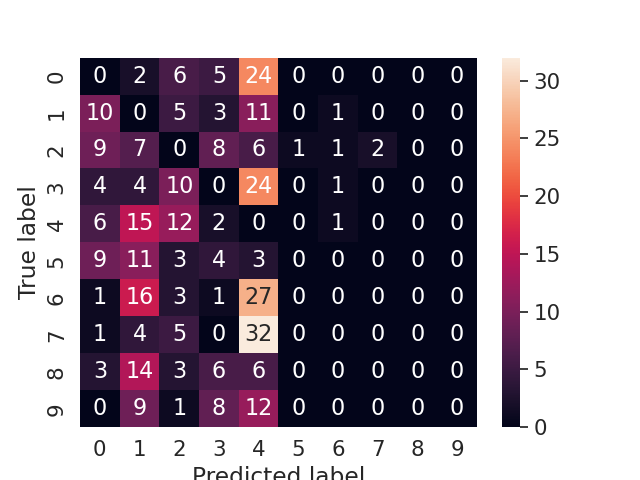 True label
0 0 2 6 5 24 0 0 0 0 0
1 10 0 5 3 11 0 1 0 0 0
2 9 7 0 8 6 1 1 2 0 0
3 4 4 10 0 24 0 1 0 0 0
4 6 15 12 2 0 0 1 0 0 0
5 9 11 3 4 3 0 0 0 0 0
6 1 16 3 1 27 0 0 0 0 0
7 1 4 5 0 32 0 0 0 0 0
8 3 14 3 6 6 0 0 0 0 0
9 0 9 1 8 12 0 0 0 0 0
0 1 2 3 4 5 6 7 8 9
Predicted label
30
25
20
15
10
5
0